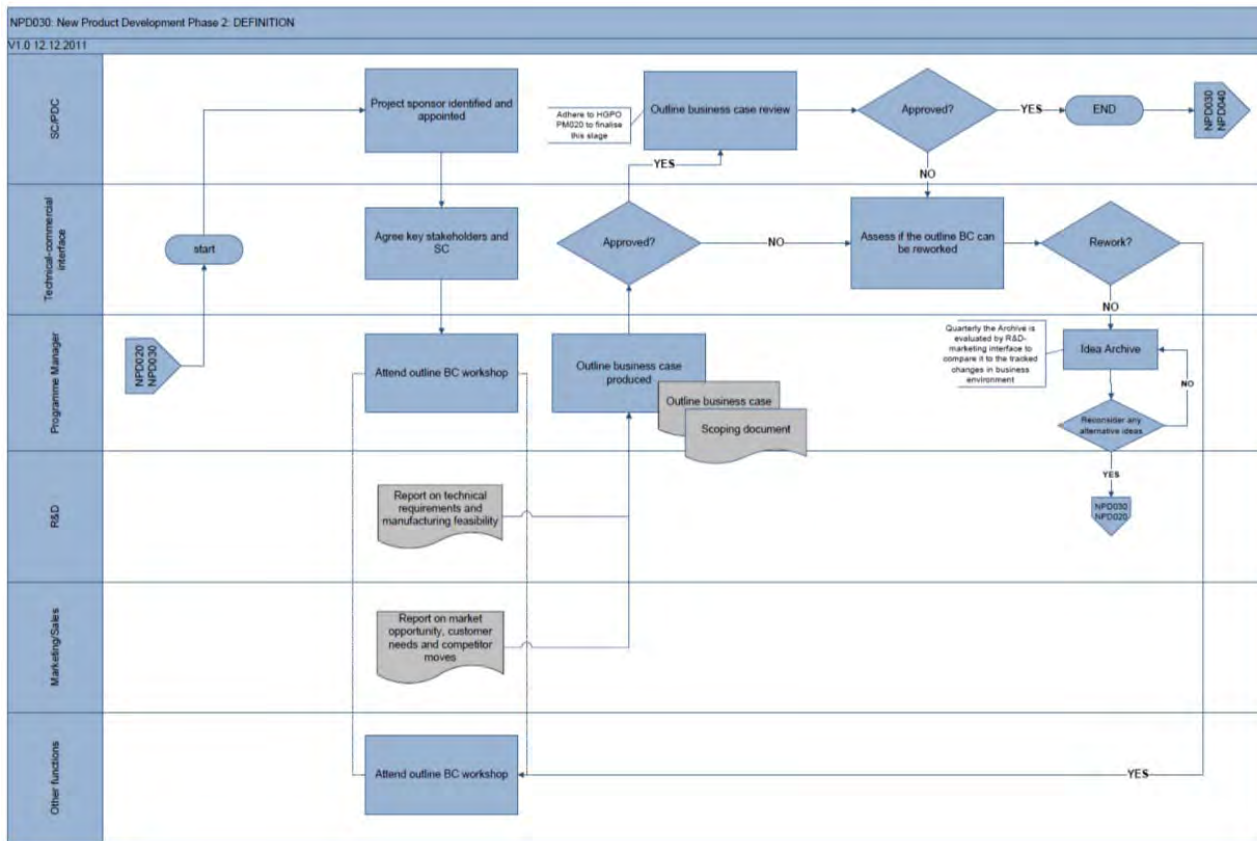 NPD030: New Product Development Phase 2: DEFINITION
V1.0 12.12.2011
SC/PDC
Project sponsor identified and
appointed
Adhere to HGPO
PM020 to finalise
this stage
Outline business case review
Approved?
YES
END
NPD030
NPD040
YES
NO
Technical-commercial
interface
start
Agree key stakeholders and
SC
Approved?
NO
Assess if the outline BC can
be reworked
Rework?
NO
Programme Manager
NPD020
NPD030
Attend outline BC workshop
Outline business case
produced
Outline business case
Scoping document
Quarterly the Archive is
evaluated by R&D-
marketing interface to
compare it to the tracked
changes in business
environment
Idea Archive
NO
Reconsider any
alternative ideas
YES
NPD030
NPD020
R&D
Report on technical
requirements and
manufacturing feasibility
Marketing/Sales
Report on market
opportunity, customer
needs and competitor
moves
Other functions
Attend outline BC workshop
YES